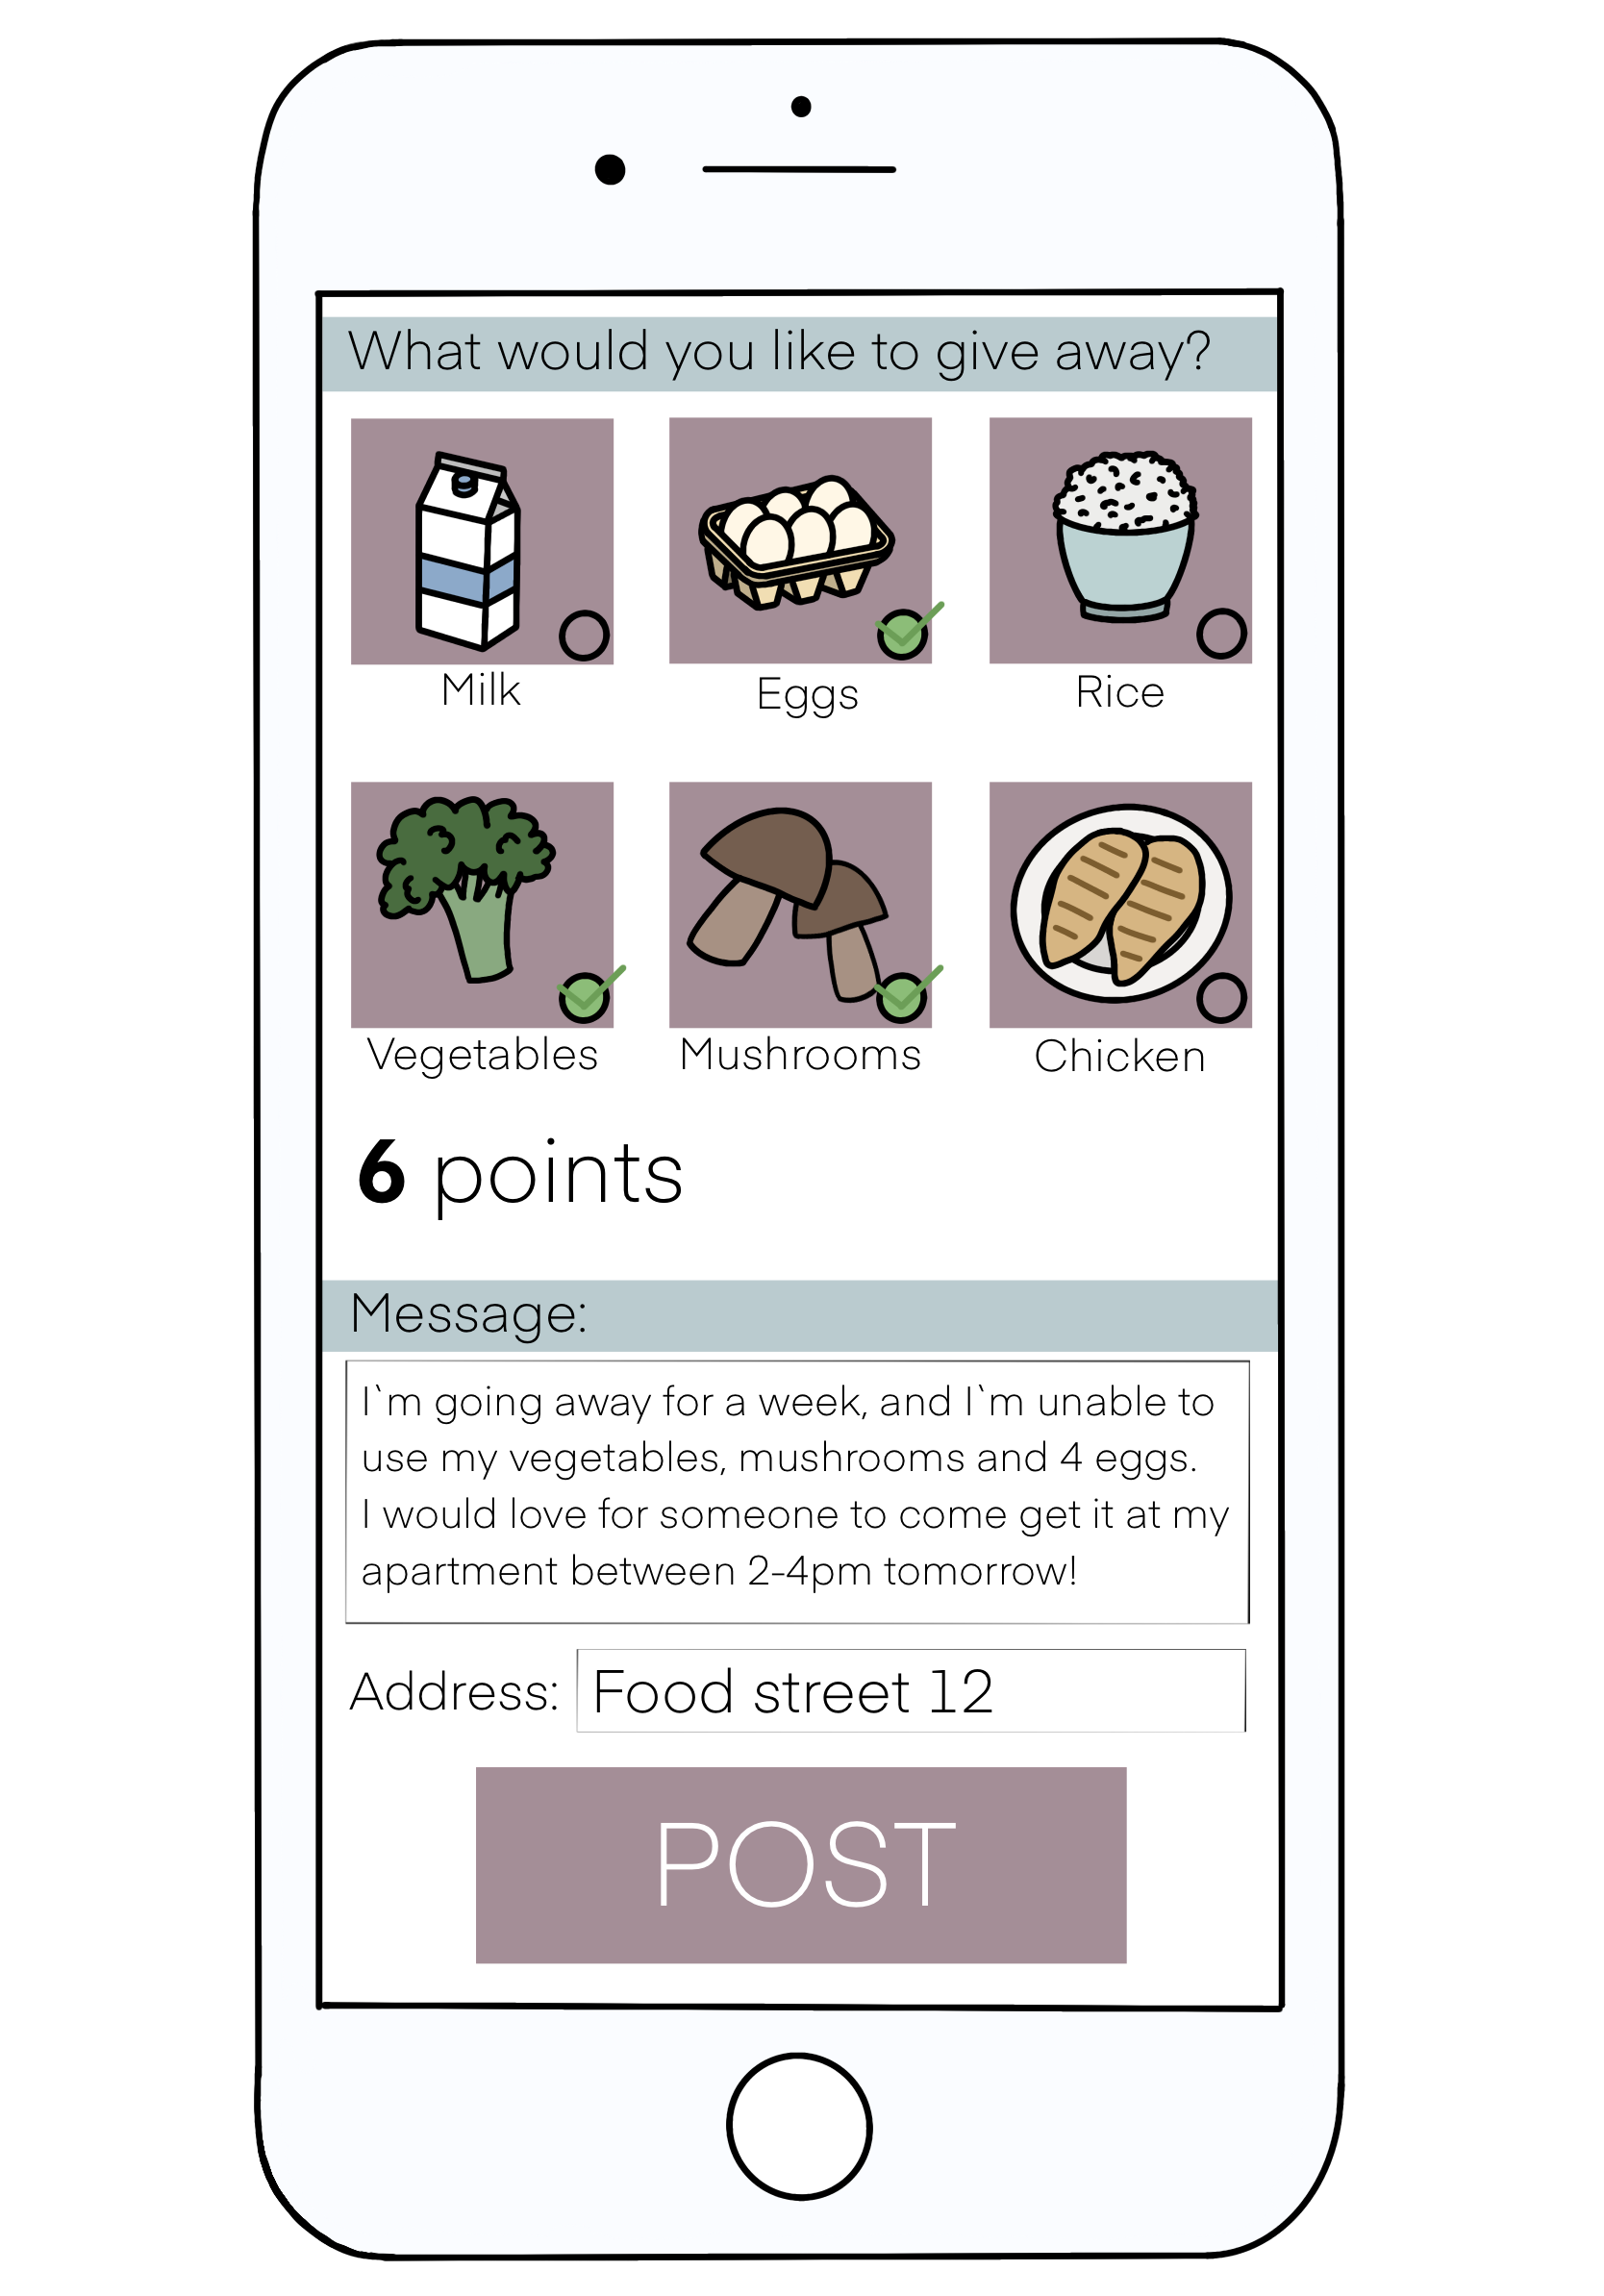 What would you like to give away?
Milk
Eggs
Rice
Vegetables
Mushrooms
Chicken
6 points
Message:
I`m going away for a week, and I`m unable to
use my vegetables, mushrooms and 4 eggs.
I would love for someone to come get it at my
apartment between 2-4pm tomorrow!
Address: Food street 12
POST